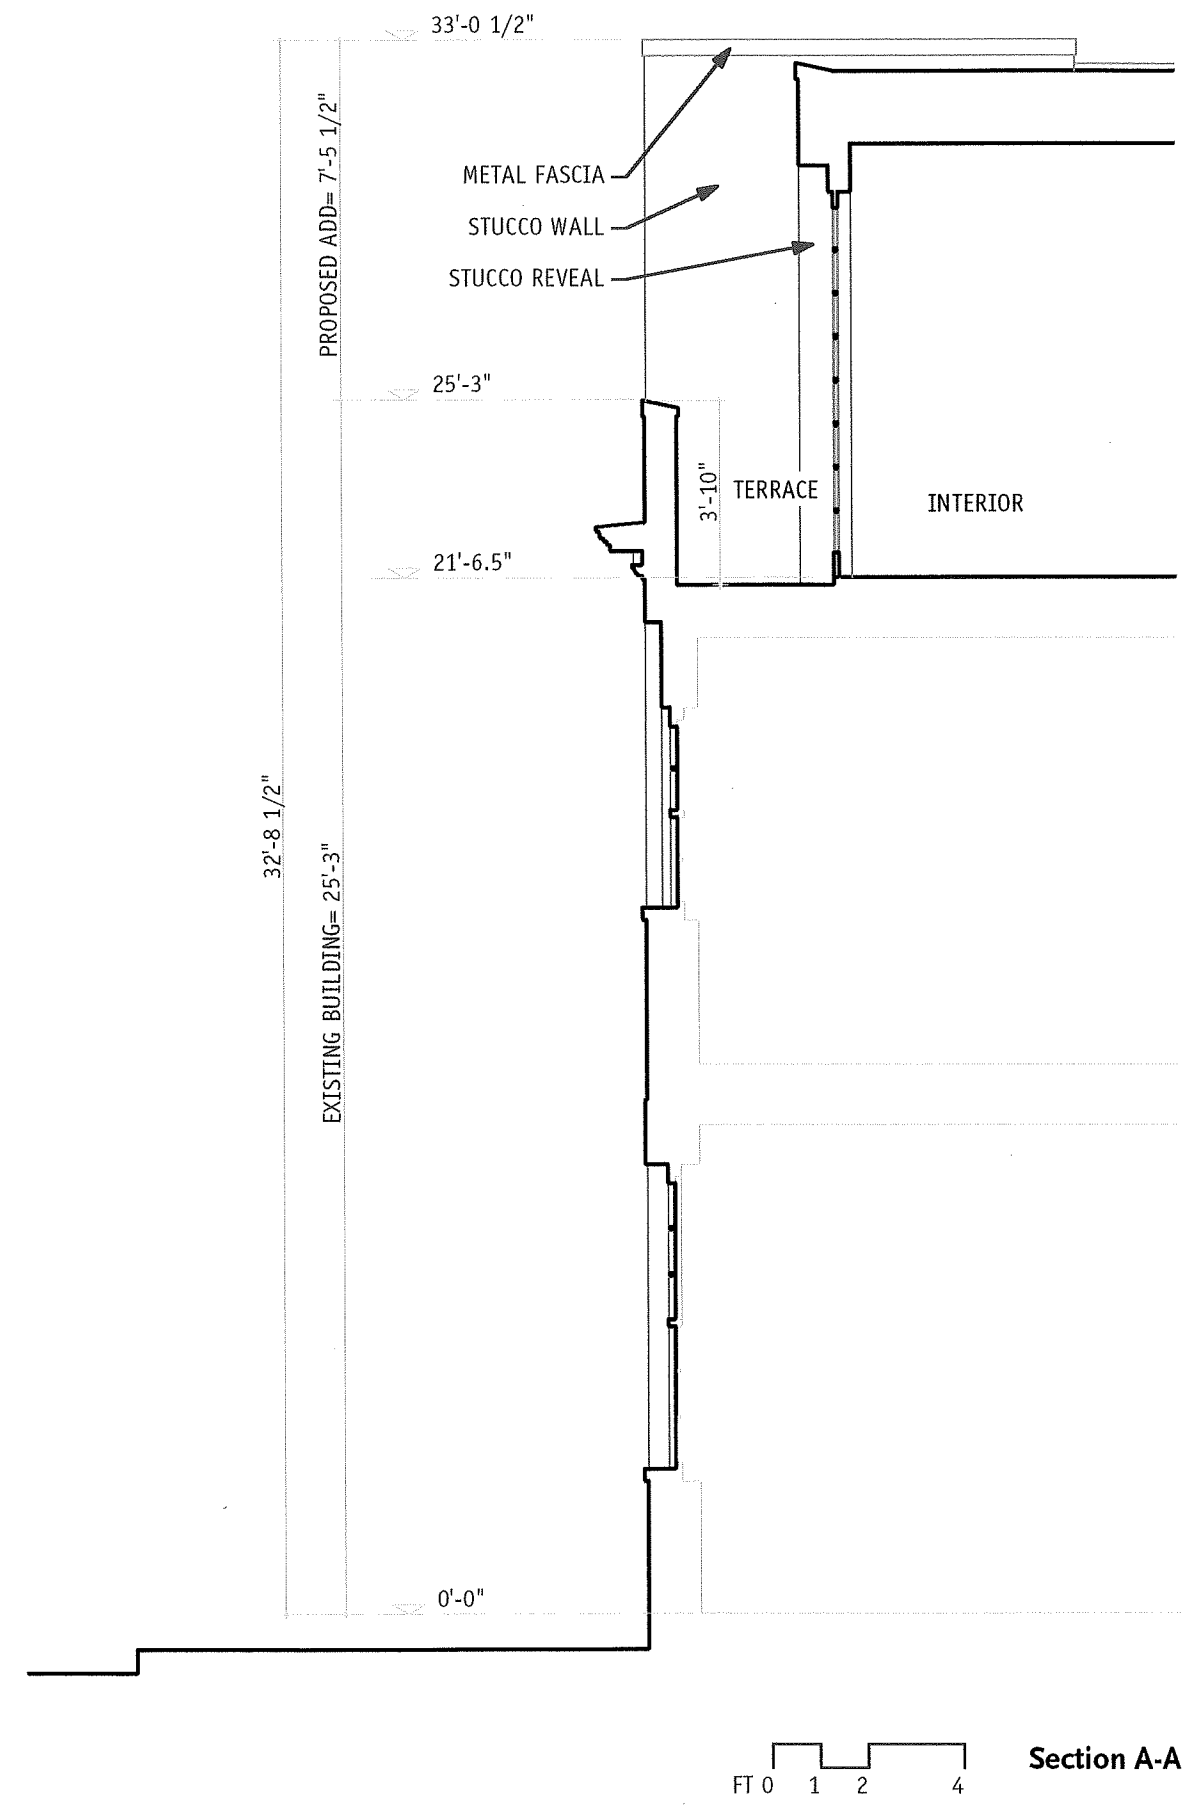 33'-0 1/2"
PROPOSED ADD= 7'-5 1/2"
METAL FASCIA
STUCCO WALL
STUCCO REVEAL
25'-3"
3'-10"
TERRACE
INTERIOR
21'-6.5"
32'-8 1/2"
EXISTING BUILDING= 25'-3"
0'-0"
FT 0 1 2 4
Section A-A